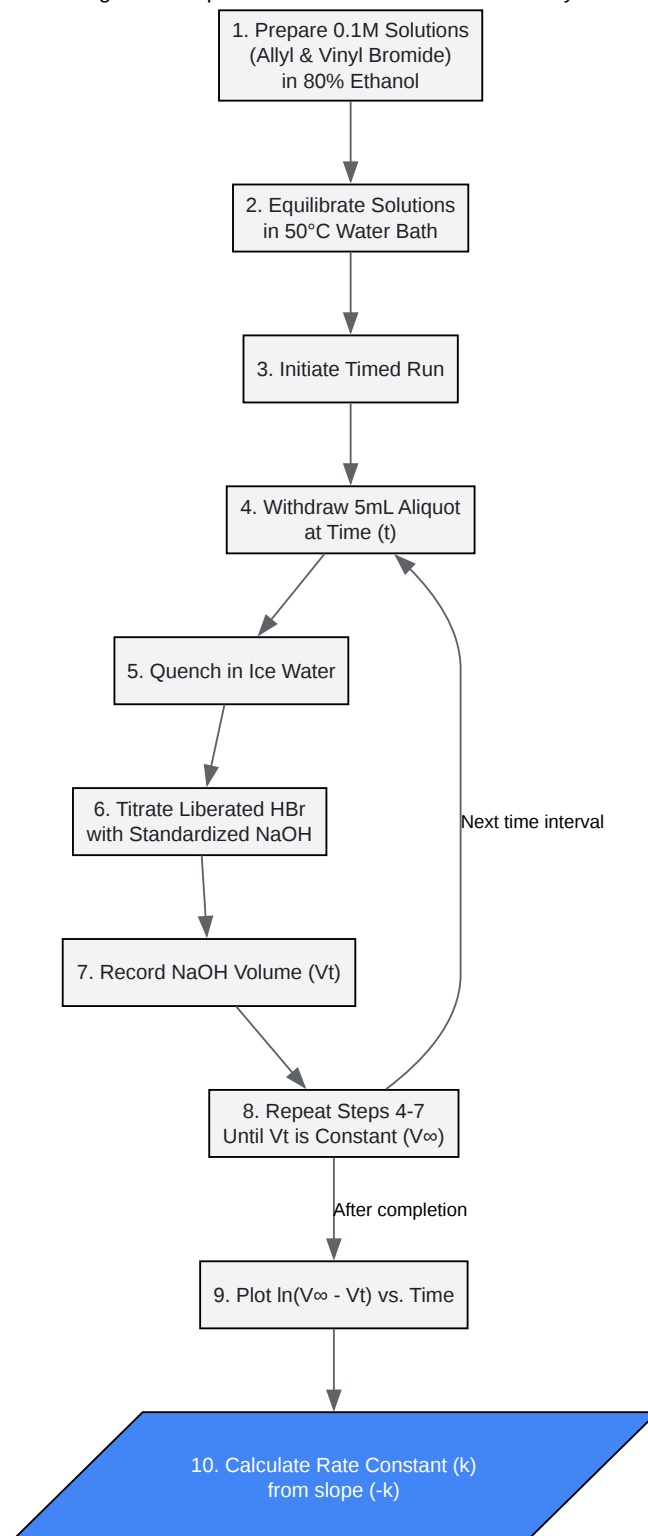 1. Prepare 0.1M Solutions
(Allyl & Vinyl Bromide)
in 80% Ethanol
2. Equilibrate Solutions
in 50°C Water Bath
3. Initiate Timed Run
4. Withdraw 5mL Aliquot
at Time (t)
5. Quench in Ice Water
6. Titrate Liberated HBr
with Standardized NaOH
Next time interval
7. Record NaOH Volume (Vt)
8. Repeat Steps 4-7
Until Vt is Constant (V∞)
After completion
9. Plot ln(V∞ - Vt) vs. Time
10. Calculate Rate Constant (k)
from slope (-k)